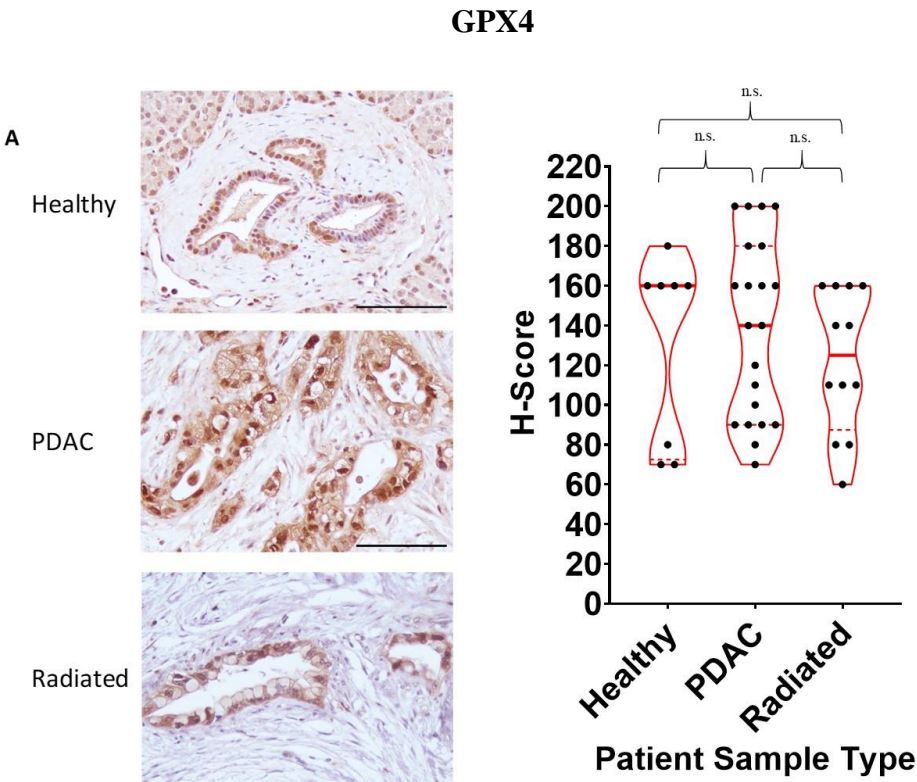 GPX4
A
Healthy
PDAC
Radiated
n.s.
n.s.
n.s.
220
200
180
160
140
120
100
80
60
40
20
0
H-Score
Healthy
PDAC
Radiated
Patient Sample Type